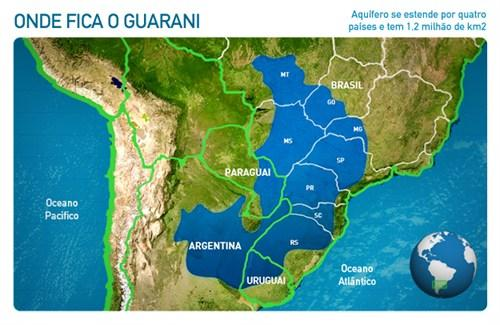 ONDE FICA O GUARANI
Aquífero se estende por quatro
países e tem 1,2 milhão de km2
MT
BRASIL
GO
MG
MS
SP
PARAGUAI
PR
Oceano
Pacifico
SC
ARGENTINA
RS
Oceano
Atlântico
URUGUAI